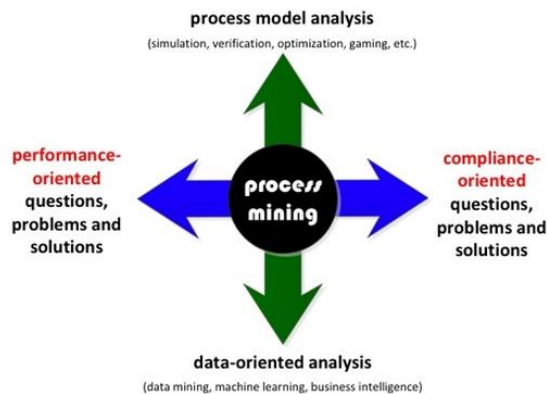 process model analysis
(simulation, verification, optimization, gaming, etc.)
performance-
oriented
questions,
problems and
solutions
process
mining
compliance-
oriented
questions,
problems and
solutions
data-oriented analysis
(data mining, machine learning, business intelligence)